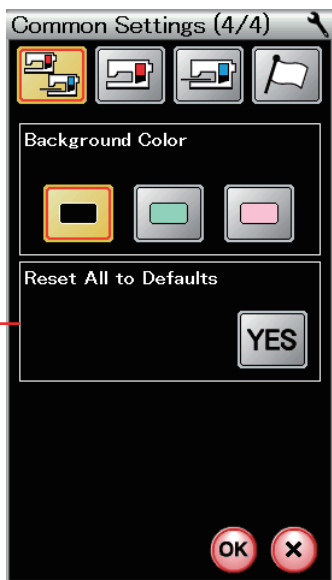 Common Settings (4/4)
Background Color
Reset All to Defaults
YES
OK